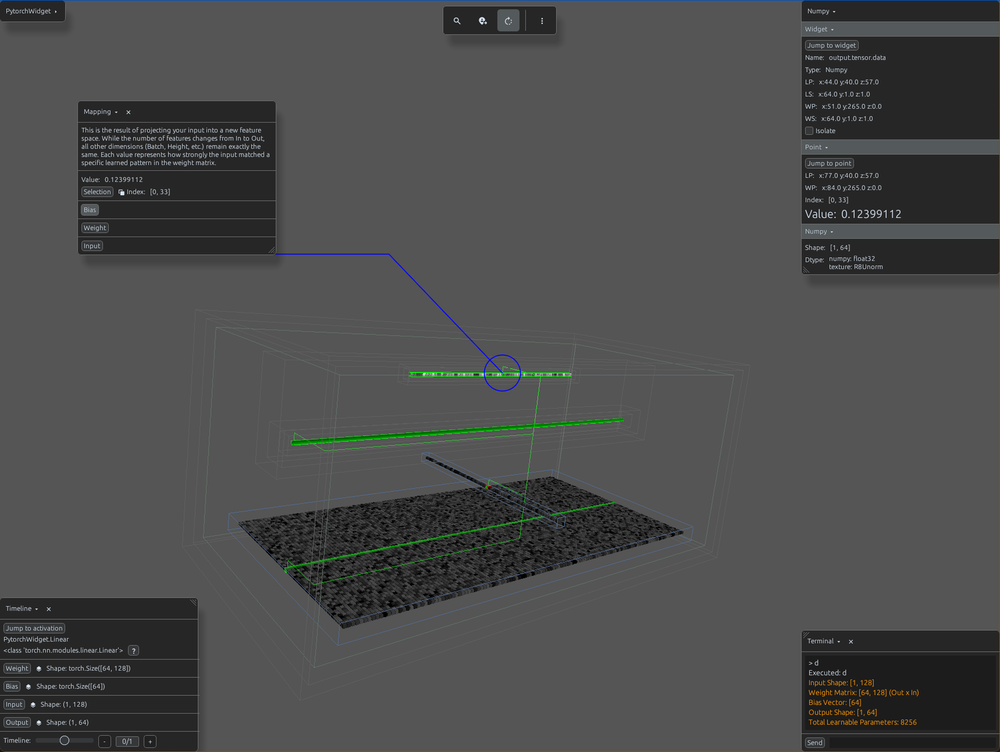 PytorchWidget
Numpy
Widget
Jump to widget
Name: output.tensor.data
Type: Numpy
LP: x:44.0 y:40.0 z:57.0
LS: x:64.0 y:1.0 z:1.0
WP: x:51.0 y:265.0 z:0.0
WS: x:64.0 y:1.0 z:1.0
Isolate
Point
Jump to point
LP: x:77.0 y:40.0 z:57.0
WP: x:84.0 y:265.0 z:0.0
Index: [0, 33]
Value: 0.12399112
Numpy
Shape: [1, 64]
Dtype: numpy: float32
texture: R8Unorm
Mapping
This is the result of projecting your input into a new feature
space. While the number of features changes from In to Out,
all other dimensions (Batch, Height, etc.) remain exactly the
same. Each value represents how strongly the input matched a
specific learned pattern in the weight matrix.
Value: 0.12399112
Selection Index: [0, 33]
Bias
Weight
Input
Timeline
Jump to activation
PytorchWidget.Linear
<class 'torch.nn.modules.linear.Linear'> ?
Weight Shape: torch.Size([64, 128])
Bias Shape: torch.Size([64])
Input Shape: (1, 128)
Output Shape: (1, 64)
Timeline: - 0/1 +
Terminal
> d
Executed: d
Input Shape: [1, 128]
Weight Matrix: [64, 128] (Out x In)
Bias Vector: [64]
Output Shape: [1, 64]
Total Learnable Parameters: 8256
Send